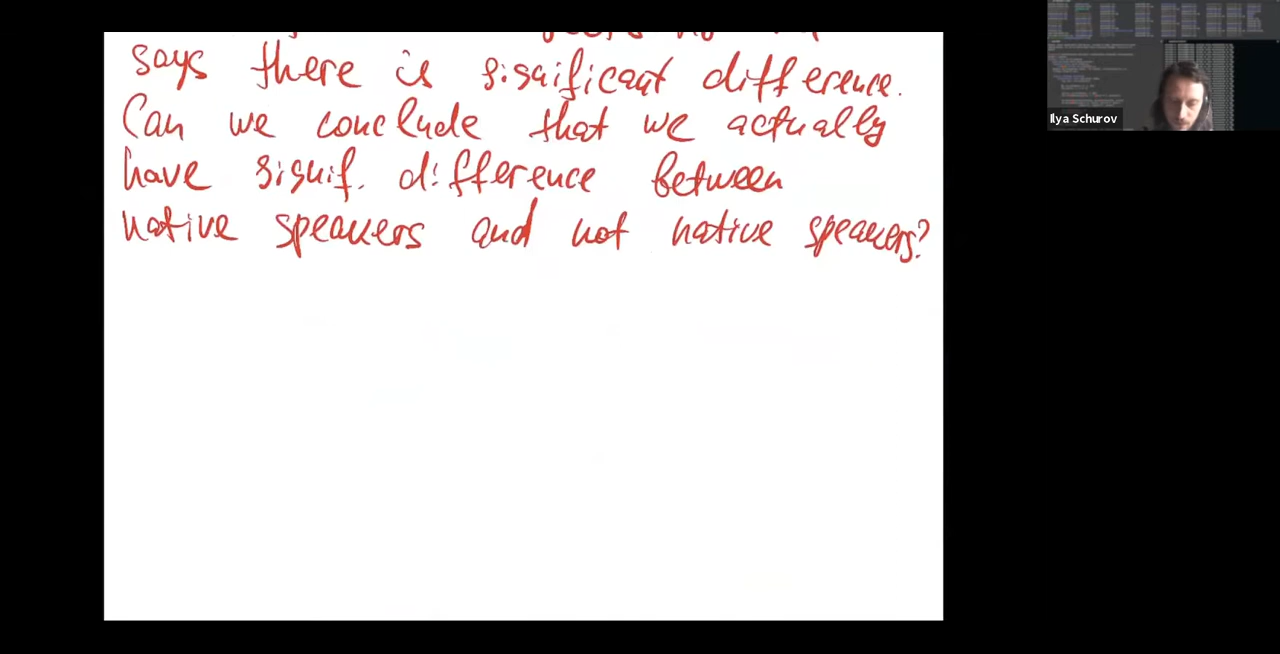 says there is significant difference.
Can we conclude that we actually
have signif. difference between
native speakers and not native speakers?
Ilya Schurov